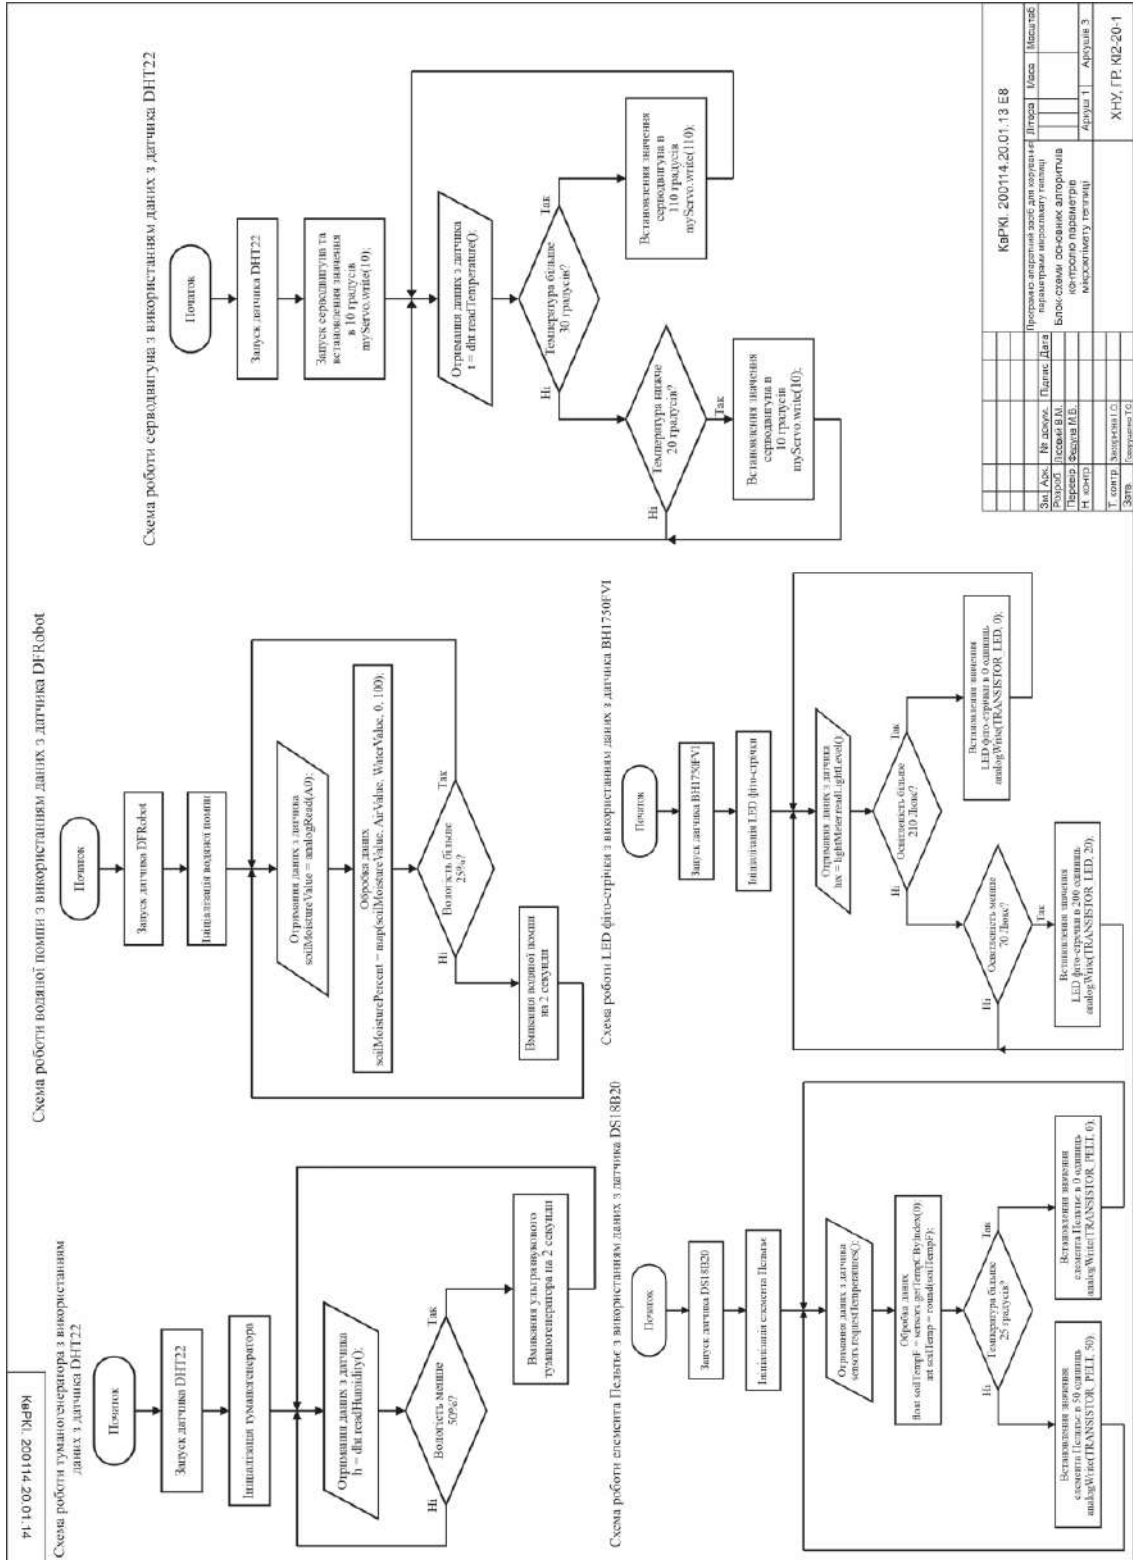 КвРКІ. 200114.20.01.14
Схема роботи туманогенератора з використанням
даних з датчика DHT22
Початок
Запуск датчика DHT22
Ініціалізація туманогенератора
Отримання даних з датчика
h = dht.readHumidity();
Вологість менше
50%?
Ні
Так
Вмикання ультразвукового
туманогенератора на 2 секунди
Схема роботи водяної помпи з використанням даних з датчика DFRobot
Початок
Запуск датчика DFRobot
Ініціалізація водяної помпи
Отримання даних з датчика
soilMoistureValue = analogRead(A0);
Обробка даних
soilMoisturePercent = map(soilMoistureValue, AirValue, WaterValue, 0, 100);
Вологість більше
25%?
Ні
Так
Вмикання водяної помпи
на 2 секунди
Схема роботи серводвигуна з використанням даних з датчика DHT22
Початок
Запуск датчика DHT22
Запуск серводвигуна та
встановлення значення
в 10 градусів
myServo.write(10);
Отримання даних з датчика
t = dht.readTemperature();
Температура більше
30 градусів?
Ні
Так
Температура нижче
20 градусів?
Ні
Так
Встановлення значення
серводвигуна в
10 градусів
myServo.write(10);
Встановлення значення
серводвигуна в
110 градусів
myServo.write(110);
Схема роботи елемента Пельтьє з використанням даних з датчика DS18B20
Початок
Запуск датчика DS18B20
Ініціалізація елемента Пельтьє
Отримання даних з датчика
sensors.requestTemperatures();
Обробка даних
float soilTempF = sensors.getTempCByIndex(0);
int soilTemp = round(soilTempF);
Температура більше
25 градусів?
Ні
Так
Встановлення значення
елемента Пельтьє в 50 одиниць
analogWrite(TRANSISTOR_PELT, 50);
Встановлення значення
елемента Пельтьє в 0 одиниць
analogWrite(TRANSISTOR_PELT, 0);
Схема роботи LED фіто-стрічки з використанням даних з датчика BH1750FVI
Початок
Запуск датчика BH1750FVI
Ініціалізація LED фіто-стрічки
Отримання даних з датчика
lux = lightMeter.readLightLevel();
Освітленість більше
210 Люкс?
Ні
Так
Освітленість менше
70 Люкс?
Ні
Так
Встановлення значення
LED фіто-стрічки в 200 одиниць
analogWrite(TRANSISTOR_LED, 20);
Встановлення значення
LED фіто-стрічки в 0 одиниць
analogWrite(TRANSISTOR_LED, 0);
КвРКІ. 200114.20.01.13 Е8
Програмно-апаратний засіб для керування
параметрами мікроклімату теплиці
Блок-схеми основних алгоритмів
контролю параметрів
мікроклімату теплиці
Літера Маса Масштаб
Аркуш 1 Аркушів 3
ХНУ, ГР. КІ2-20-1
Зм. Арк. № докум. Підпис Дата
Розроб. Лісовий В.М.
Перевір. Федула М.В.
Н. контр.
Т. контр.
Затв.